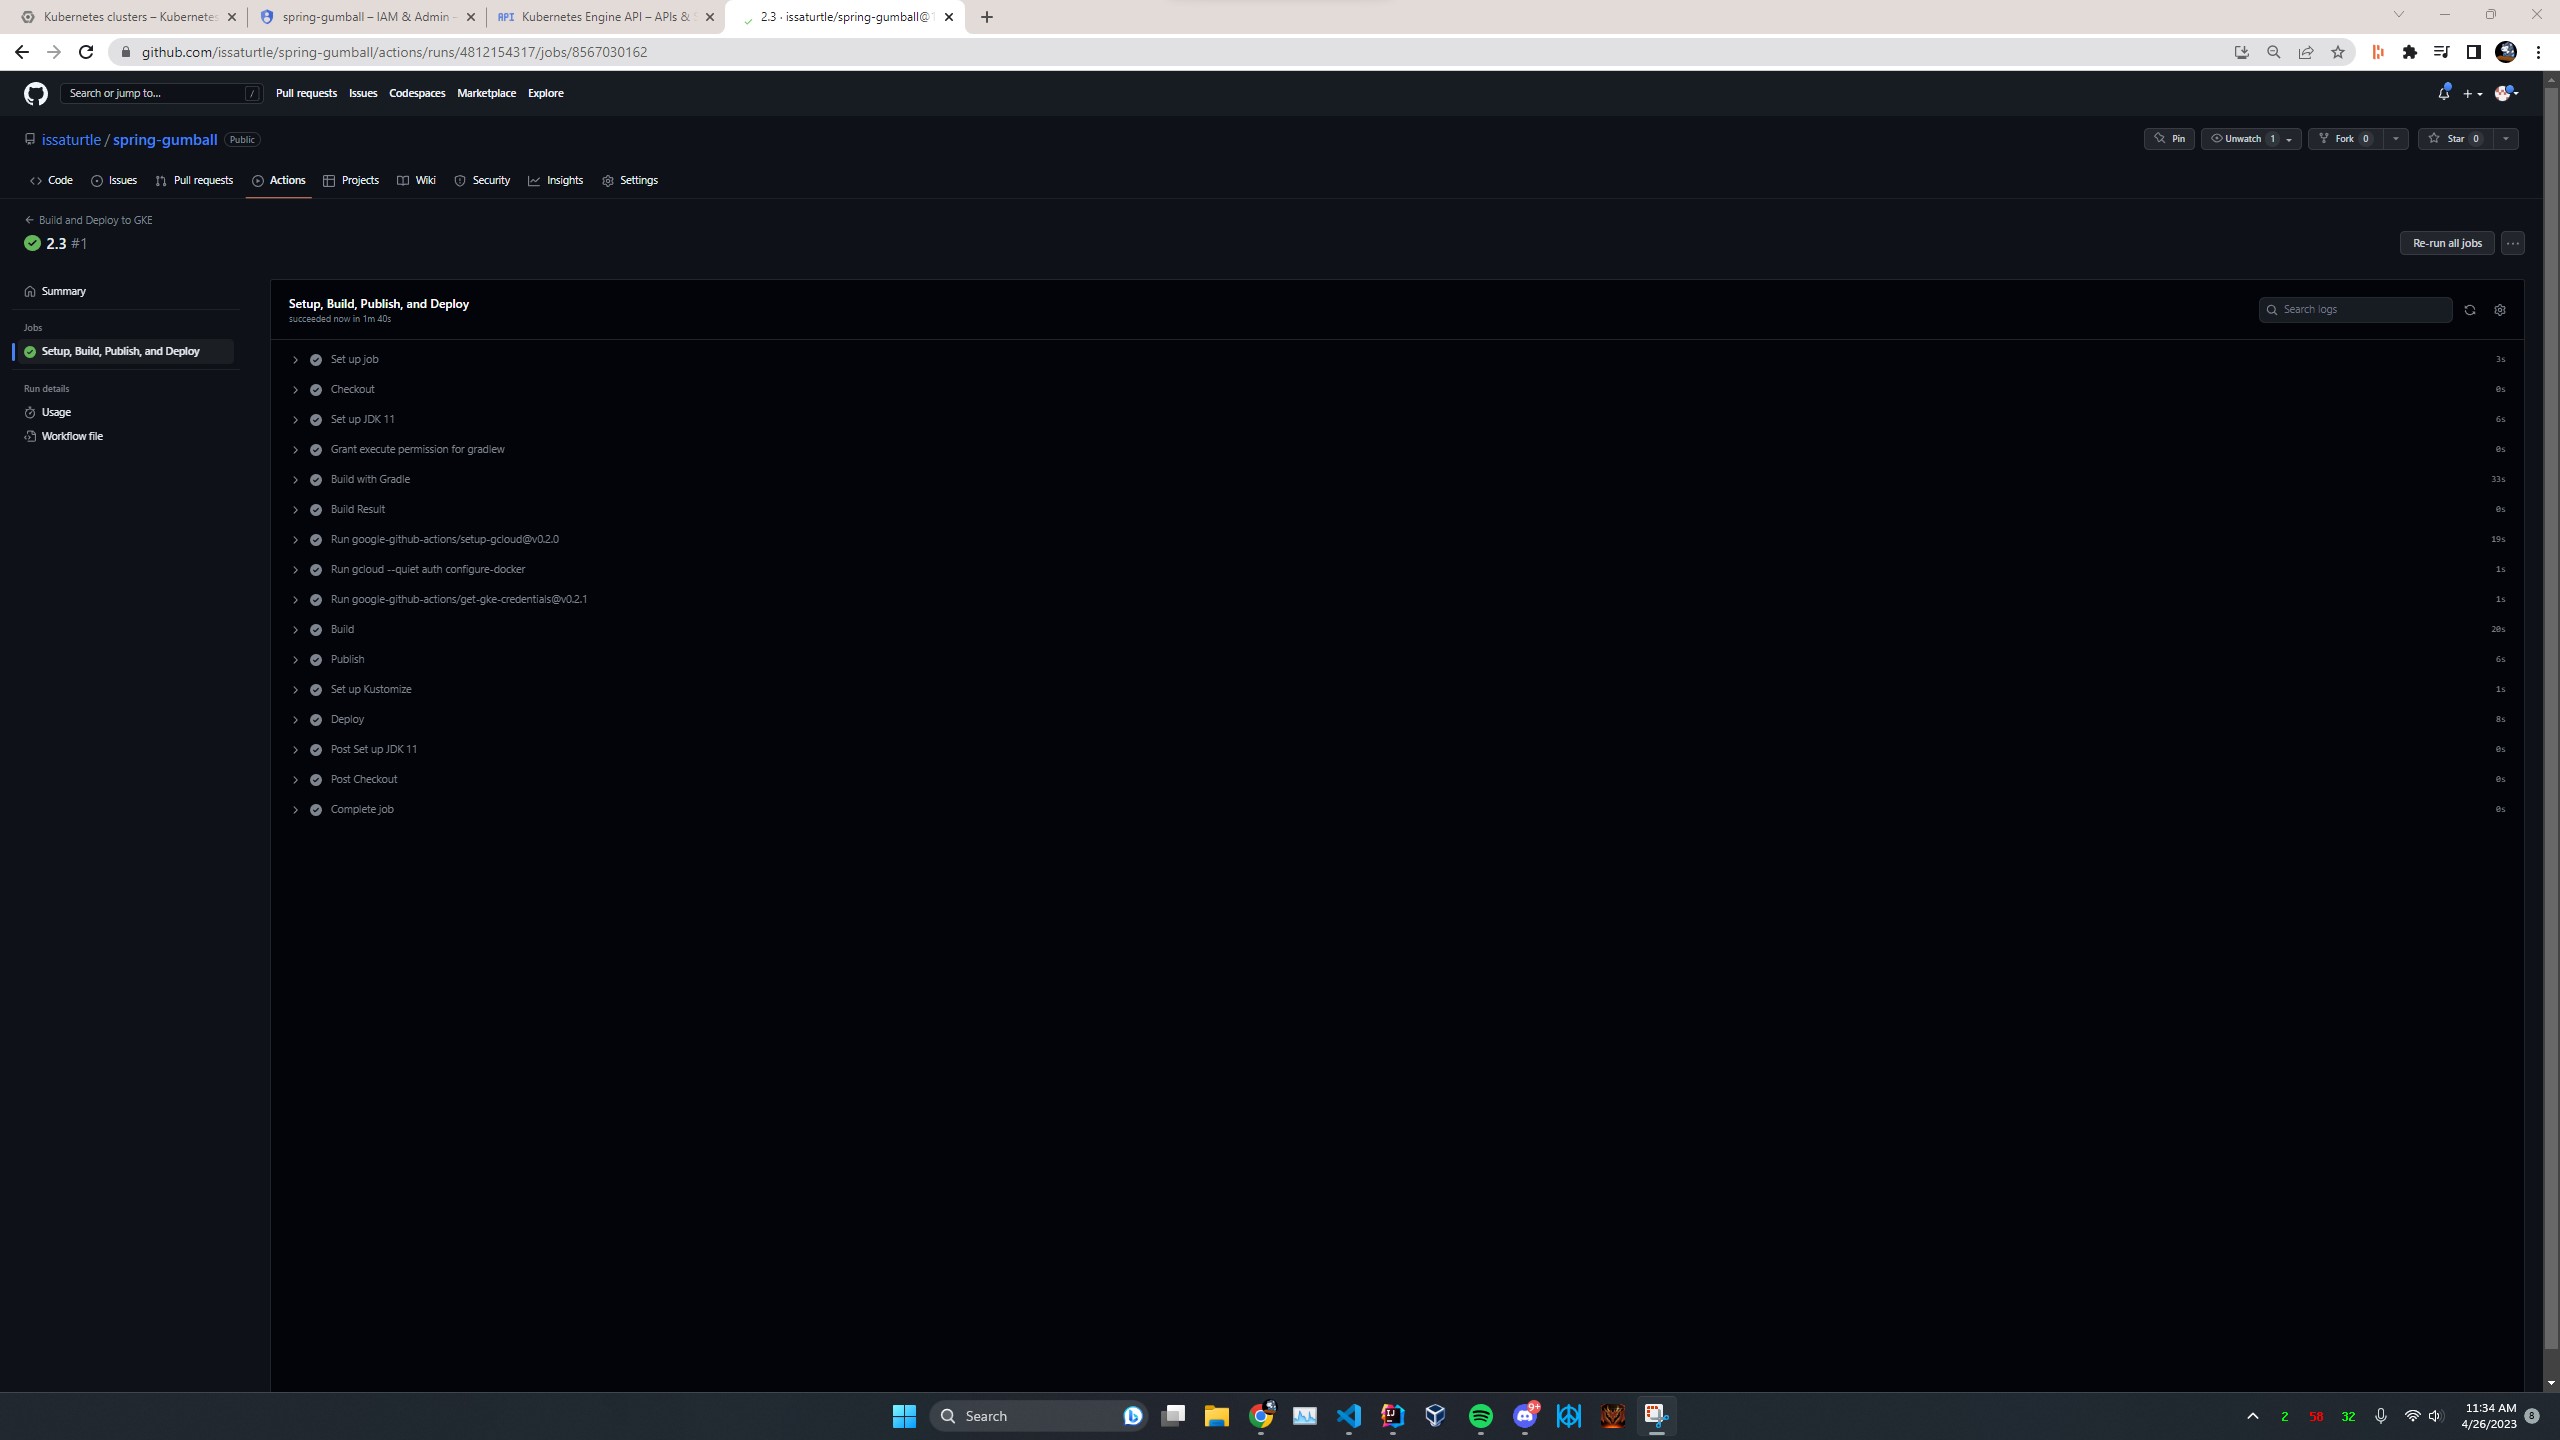 Kubernetes clusters – Kubernetes
spring-gumball – IAM & Admin –
API Kubernetes Engine API – APIs &
2.3 · issaturtle/spring-gumball@
github.com/issaturtle/spring-gumball/actions/runs/4812154317/jobs/8567030162
Search or jump to... /
Pull requests Issues Codespaces Marketplace Explore
issaturtle / spring-gumball Public
Pin Unwatch 1 Fork 0 Star 0
Code Issues Pull requests Actions Projects Wiki Security Insights Settings
Build and Deploy to GKE
2.3 #1
Re-run all jobs
Summary
Jobs
Setup, Build, Publish, and Deploy
Run details
Usage
Workflow file
Setup, Build, Publish, and Deploy
succeeded now in 1m 40s
Search logs
Set up job 3s
Checkout 0s
Set up JDK 11 6s
Grant execute permission for gradlew 0s
Build with Gradle 33s
Build Result 0s
Run google-github-actions/setup-gcloud@v0.2.0 19s
Run gcloud --quiet auth configure-docker 1s
Run google-github-actions/get-gke-credentials@v0.2.1 1s
Build 20s
Publish 6s
Set up Kustomize 1s
Deploy 8s
Post Set up JDK 11 0s
Post Checkout 0s
Complete job 0s
Search
9+
2 58 32
11:34 AM
4/26/2023
8